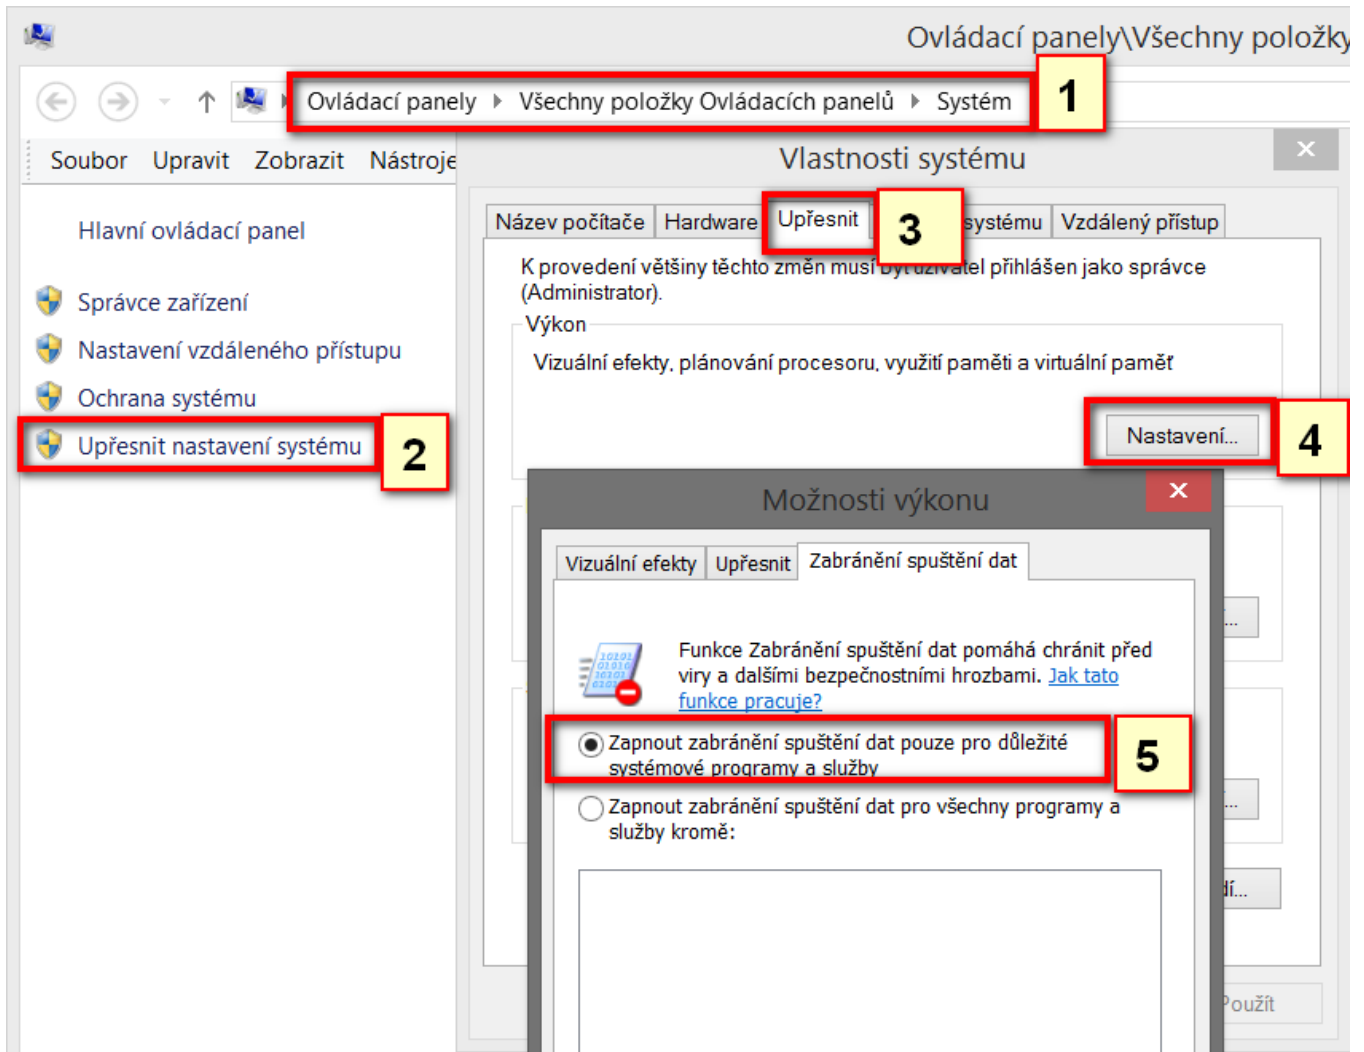 Ovládací panely\Všechny položky
Ovládací panely Všechny položky Ovládacích panelů Systém
1
Soubor Upravit Zobrazit Nástroje
Vlastnosti systému
Hlavní ovládací panel
Správce zařízení
Nastavení vzdáleného přístupu
Ochrana systému
Upřesnit nastavení systému
2
Název počítače Hardware Upřesnit systému Vzdálený přístup
3
K provedení většiny těchto změn musí být uživatel přihlášen jako správce
(Administrator).
Výkon
Vizuální efekty, plánování procesoru, využití paměti a virtuální paměť
Nastavení...
4
Možnosti výkonu
Vizuální efekty Upřesnit Zabránění spuštění dat
Funkce Zabránění spuštění dat pomáhá chránit před
viry a dalšími bezpečnostními hrozbami. Jak tato
funkce pracuje?
Zapnout zabránění spuštění dat pouze pro důležité
systémové programy a služby
5
Zapnout zabránění spuštění dat pro všechny programy a
služby kromě:
Použít